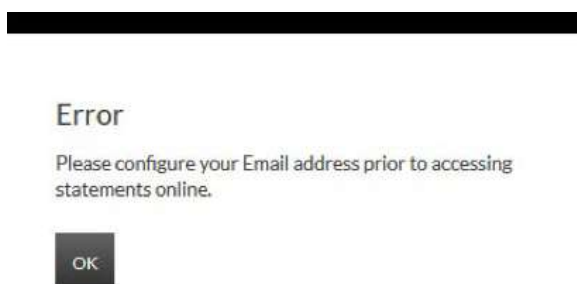 Error
Please configure your Email address prior to accessing
statements online.
OK